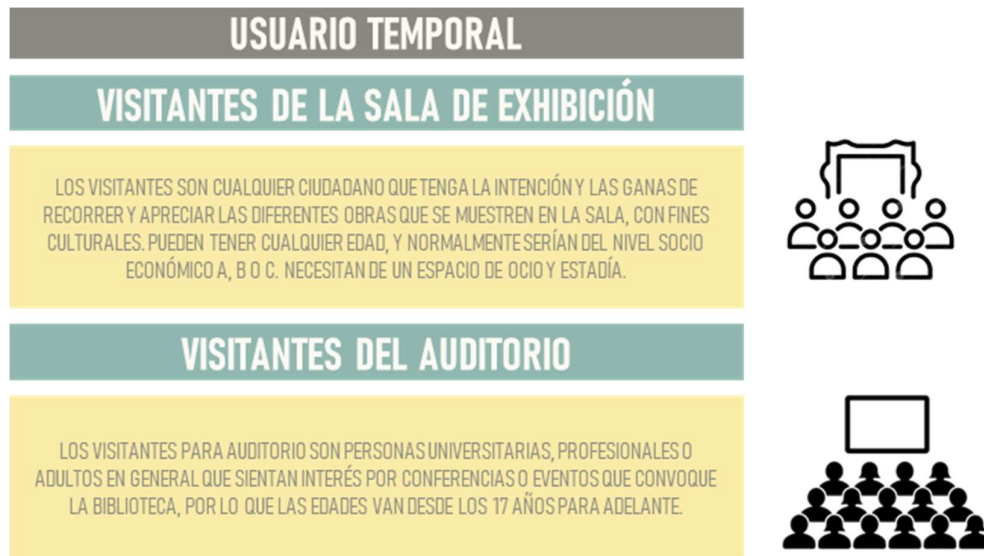 USUARIO TEMPORAL
VISITANTES DE LA SALA DE EXHIBICIÓN
LOS VISITANTES SON CUALQUIER CIUDADANO QUE TENGA LA INTENCIÓN Y LAS GANAS DE
RECORRER Y APRECIAR LAS DIFERENTES OBRAS QUE SE MUESTREN EN LA SALA, CON FINES
CULTURALES. PUEDEN TENER CUALQUIER EDAD, Y NORMALMENTE SERÍAN DEL NIVEL SOCIO
ECONÓMICO A, B O C. NECESITAN DE UN ESPACIO DE OCIO Y ESTADÍA.
VISITANTES DEL AUDITORIO
LOS VISITANTES PARA AUDITORIO SON PERSONAS UNIVERSITARIAS, PROFESIONALES O
ADULTOS EN GENERAL QUE SIENTAN INTERÉS POR CONFERENCIAS O EVENTOS QUE CONVOQUE
LA BIBLIOTECA, POR LO QUE LAS EDADES VAN DESDE LOS 17 AÑOS PARA ADELANTE.